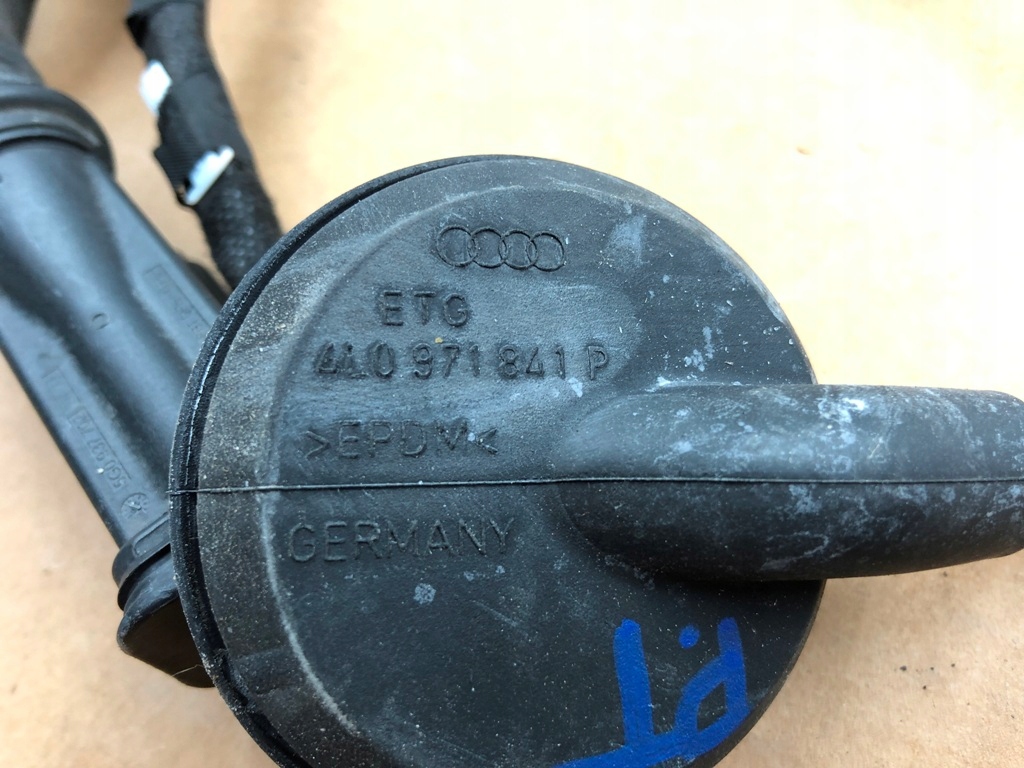 ETG
4L0 971 841 P
>EPDM<
GERMANY